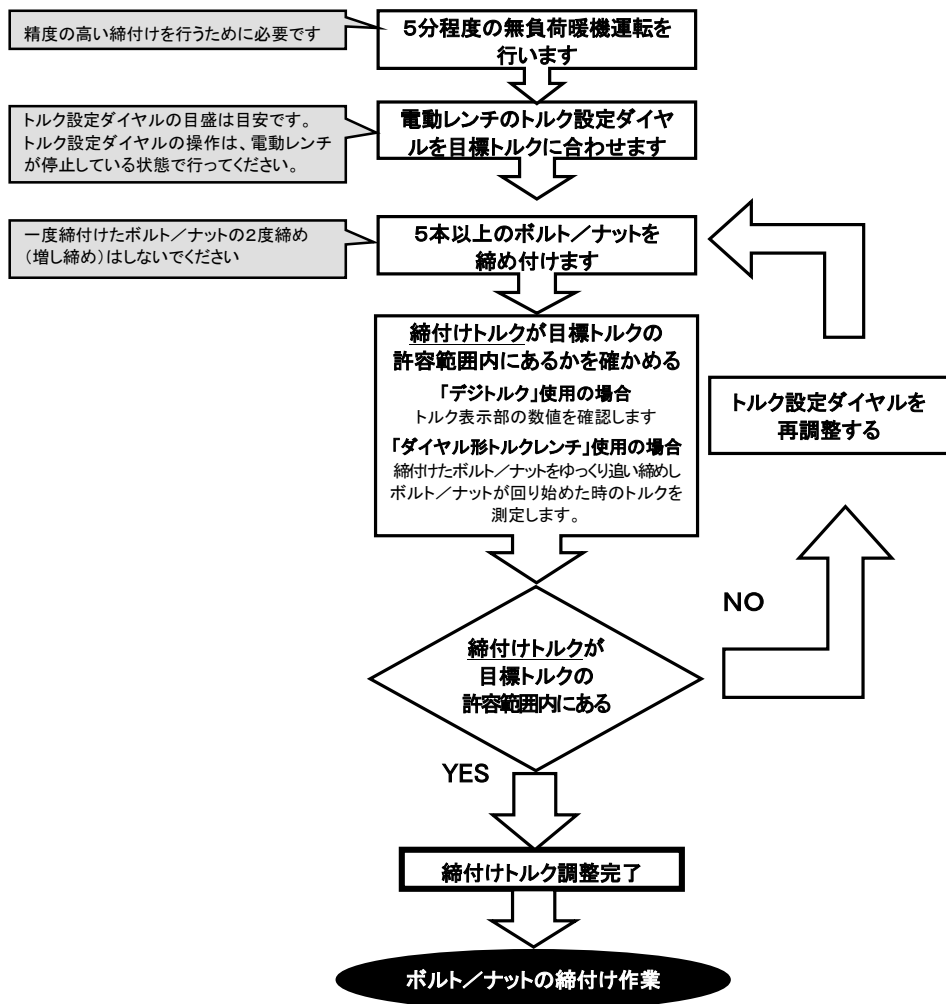 精度の高い締付けを行うために必要です
5分程度の無負荷暖機運転を
行います
トルク設定ダイヤルの目盛は目安です。
トルク設定ダイヤルの操作は、電動レンチ
が停止している状態で行ってください。
電動レンチのトルク設定ダイヤ
ルを目標トルクに合わせます
一度締付けたボルト／ナットの2度締め
（増し締め）はしないでください
5本以上のボルト／ナットを
締め付けます
締付けトルクが目標トルクの
許容範囲内にあるかを確かめる
「デジトルク」使用の場合
トルク表示部の数値を確認します
「ダイヤル形トルクレンチ」使用の場合
締付けたボルト／ナットをゆっくり追い締めし
ボルト／ナットが回り始めた時のトルクを
測定します。
トルク設定ダイヤルを
再調整する
NO
締付けトルクが
目標トルクの
許容範囲内にある
YES
締付けトルク調整完了
ボルト／ナットの締付け作業